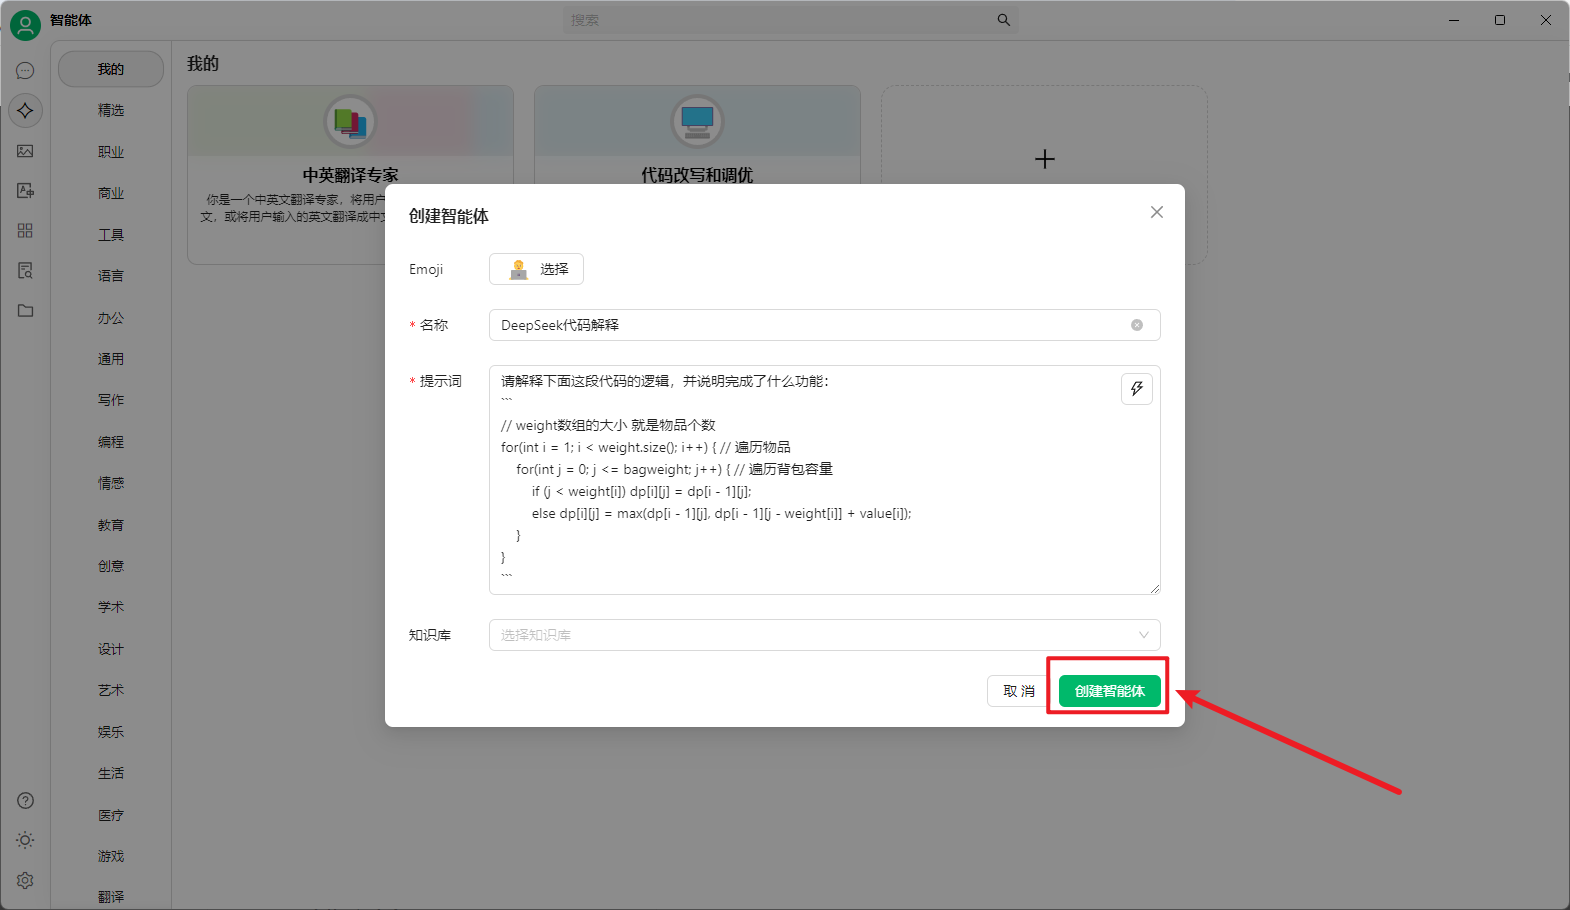 智能体
搜索
我的
精选
职业
商业
工具
语言
办公
通用
写作
编程
情感
教育
创意
学术
设计
艺术
娱乐
生活
医疗
游戏
翻译
我的
中英翻译专家
你是一个中英文翻译专家，将用户
文，或将用户输入的英文翻译成中
代码改写和调优
创建智能体
Emoji
选择
* 名称
DeepSeek代码解释
* 提示词
请解释下面这段代码的逻辑，并说明完成了什么功能：
```
// weight数组的大小 就是物品个数
for(int i = 1; i < weight.size(); i++) { // 遍历物品
    for(int j = 0; j <= bagweight; j++) { // 遍历背包容量
        if (j < weight[i]) dp[i][j] = dp[i - 1][j];
        else dp[i][j] = max(dp[i - 1][j], dp[i - 1][j - weight[i]] + value[i]);
    }
}
```
知识库
选择知识库
取 消
创建智能体